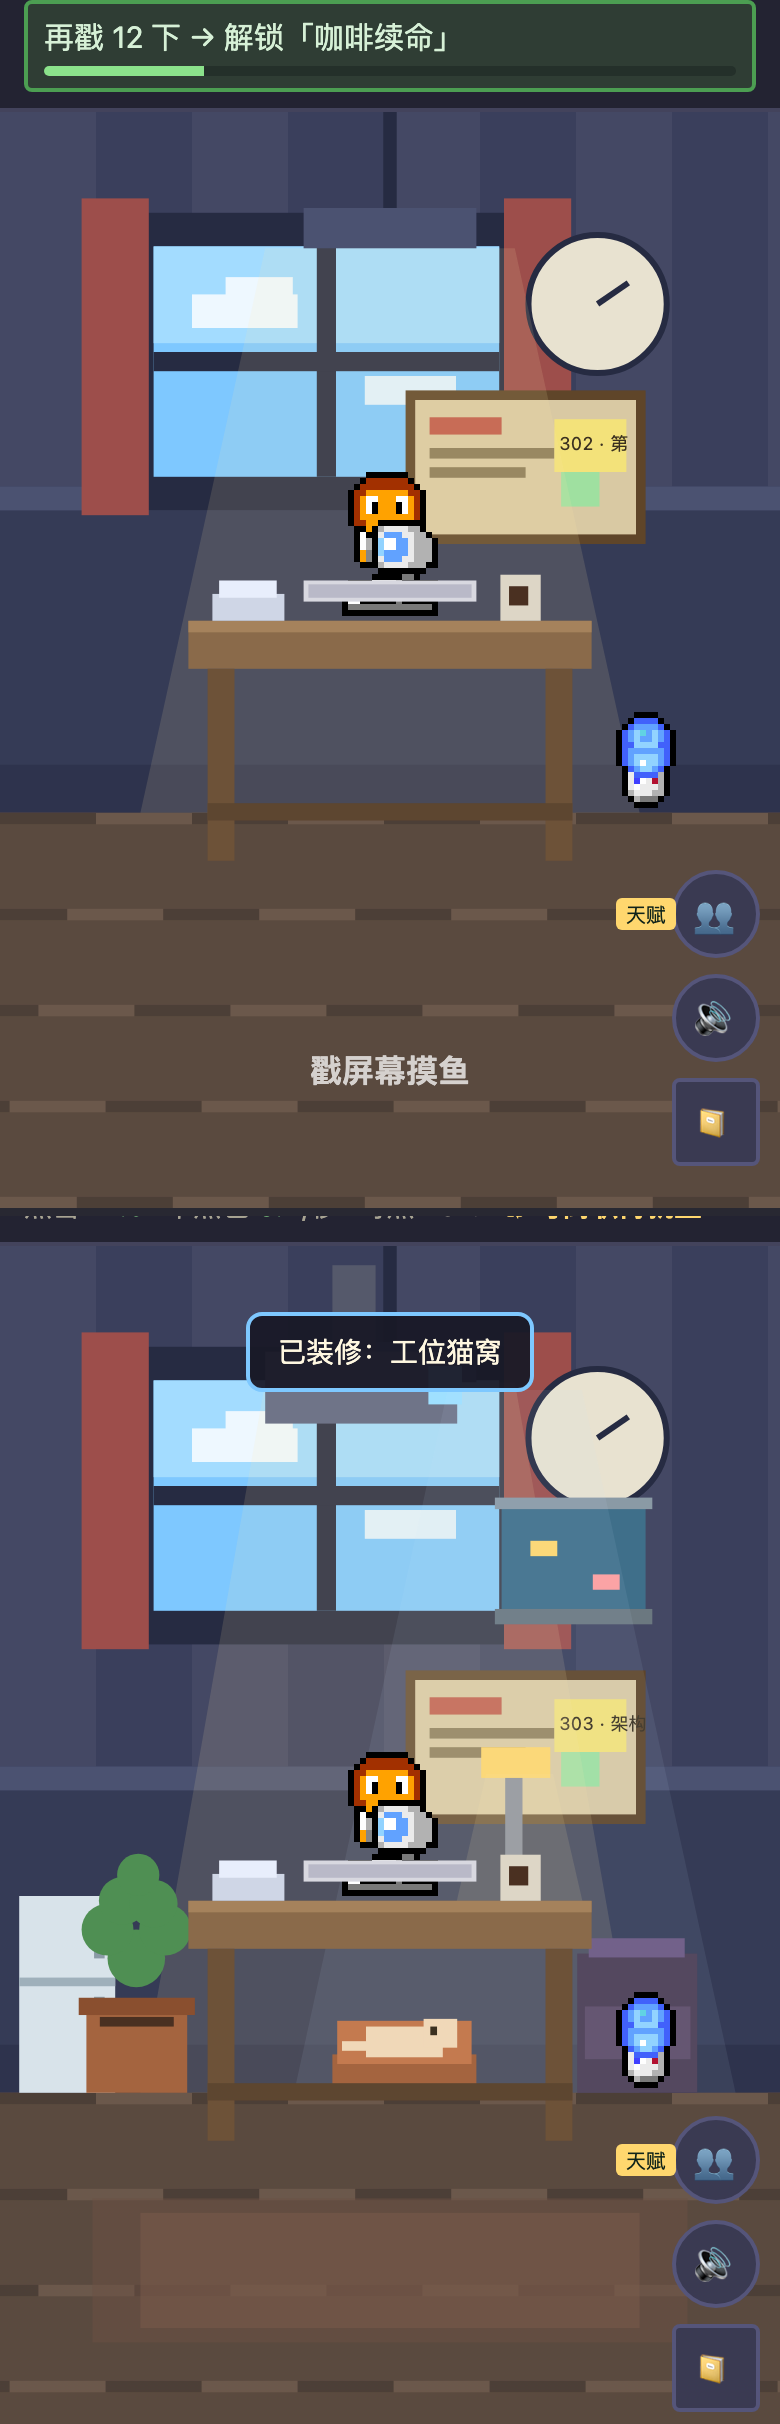 再戳 12 下 → 解锁「咖啡续命」
302 · 第
天赋
戳屏幕摸鱼
已装修：工位猫窝
303 · 架构
天赋